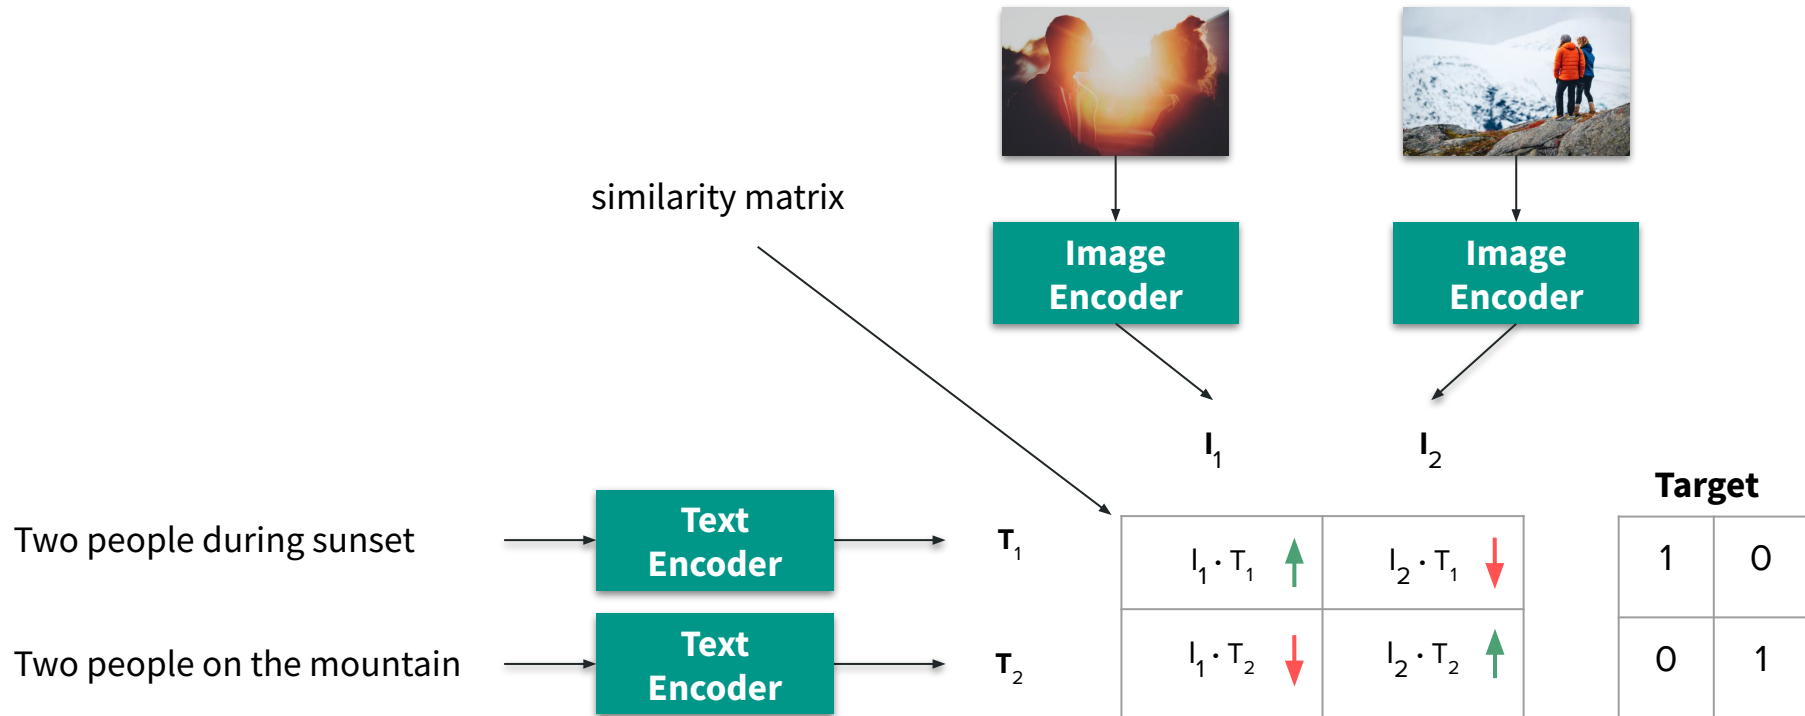 similarity matrix
Image
Encoder
Image
Encoder
I1
I2
Target
Two people during sunset
Text
Encoder
T1
I1 · T1
I2 · T1
1
0
Two people on the mountain
Text
Encoder
T2
I1 · T2
I2 · T2
0
1